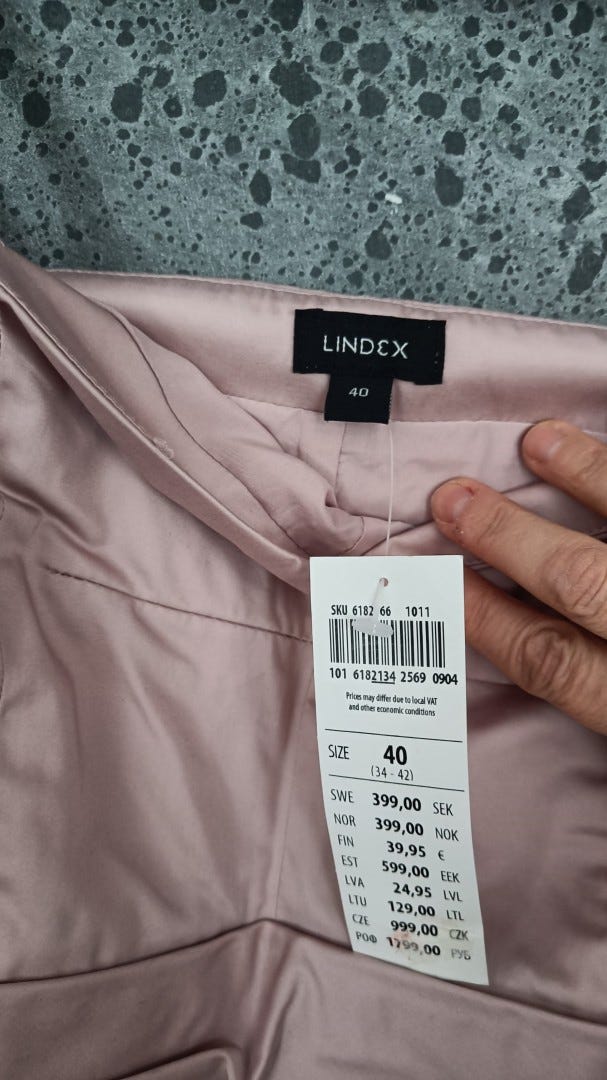 LINDEX
40
SKU 6182 66 1011
101 6182134 2569 0904
Prices may differ due to local VAT
and other economic conditions
SIZE 40
(34 - 42)
SWE 399,00 SEK
NOR 399,00 NOK
FIN 39,95 €
EST 599,00 EEK
LVA 24,95 LVL
LTU 129,00 LTL
CZE 999,00 CZK
РОФ 1799,00 РУБ